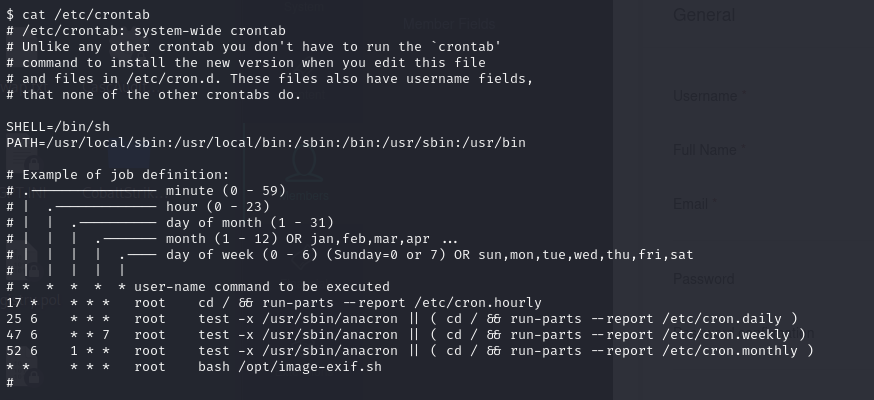 $ cat /etc/crontab
# /etc/crontab: system-wide crontab
# Unlike any other crontab you don't have to run the `crontab'
# command to install the new version when you edit this file
# and files in /etc/cron.d. These files also have username fields,
# that none of the other crontabs do.

SHELL=/bin/sh
PATH=/usr/local/sbin:/usr/local/bin:/sbin:/bin:/usr/sbin:/usr/bin

# Example of job definition:
# .---------------- minute (0 - 59)
# |  .------------- hour (0 - 23)
# |  |  .---------- day of month (1 - 31)
# |  |  |  .------- month (1 - 12) OR jan,feb,mar,apr ...
# |  |  |  |  .---- day of week (0 - 6) (Sunday=0 or 7) OR sun,mon,tue,wed,thu,fri,sat
# |  |  |  |  |
# *  *  *  *  * user-name command to be executed
17 *    * * *   root    cd / && run-parts --report /etc/cron.hourly
25 6    * * *   root    test -x /usr/sbin/anacron || ( cd / && run-parts --report /etc/cron.daily )
47 6    * * 7   root    test -x /usr/sbin/anacron || ( cd / && run-parts --report /etc/cron.weekly )
52 6    1 * *   root    test -x /usr/sbin/anacron || ( cd / && run-parts --report /etc/cron.monthly )
* *     * * *   root    bash /opt/image-exif.sh
#
Member Fields
General
Username *
Full Name *
Email *
Password